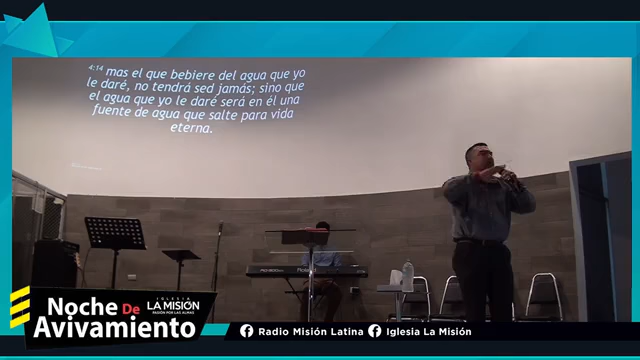 4:14 mas el que bebiere del agua que yo
le daré, no tendrá sed jamás; sino que
el agua que yo le daré será en él una
fuente de agua que salte para vida
eterna.
Roland
Noche De
Avivamiento
IGLESIA
LA MISIÓN
PASIÓN POR LAS ALMAS
Radio Misión Latina
Iglesia La Misión